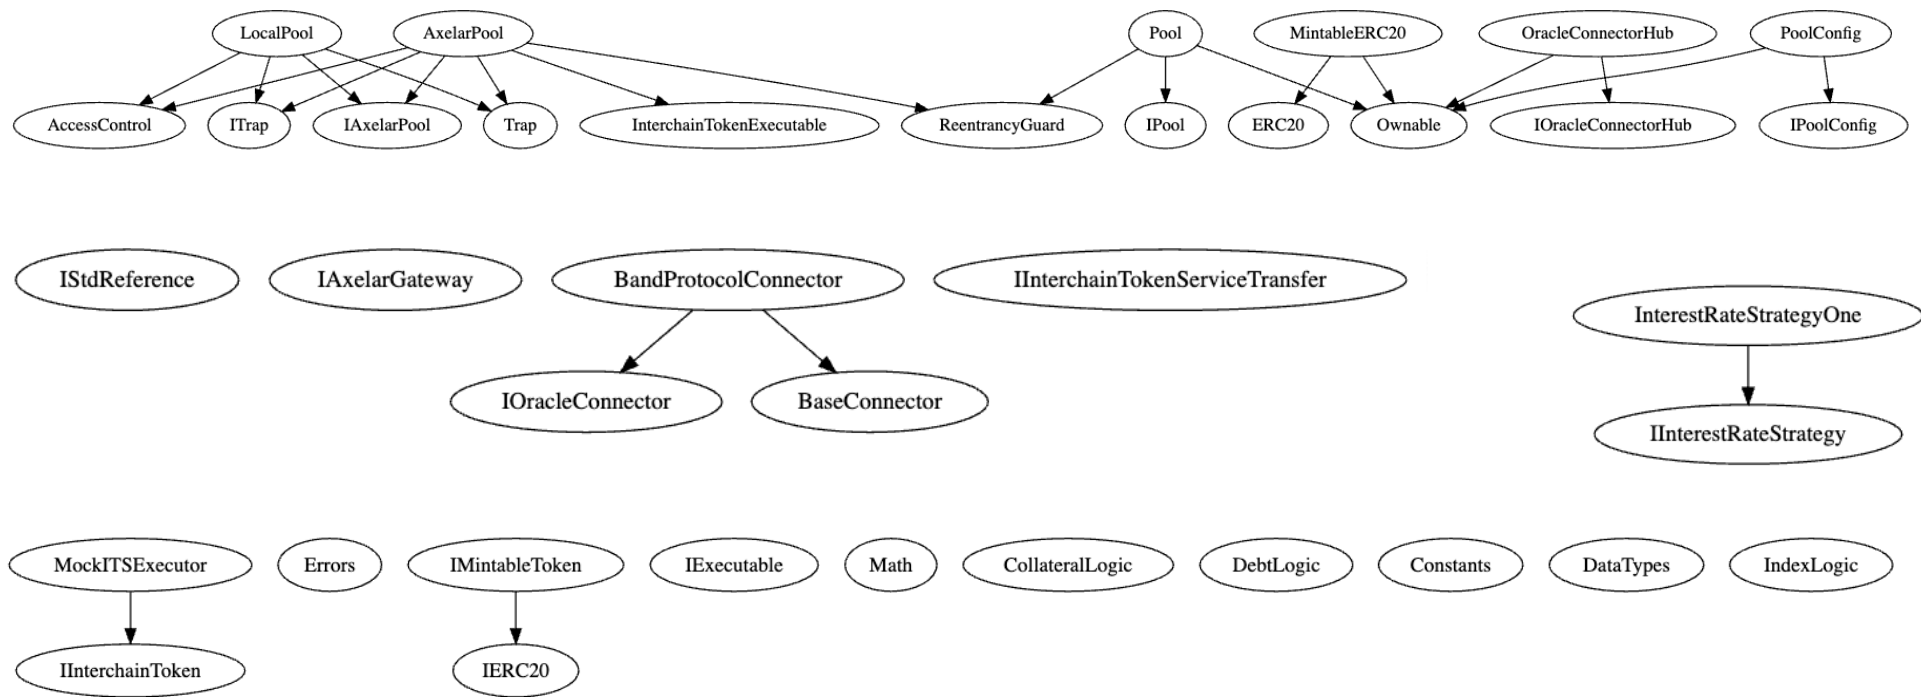 LocalPool
AxelarPool
Pool
MintableERC20
OracleConnectorHub
PoolConfig
AccessControl
ITrap
IAxelarPool
Trap
InterchainTokenExecutable
ReentrancyGuard
IPool
ERC20
Ownable
IOracleConnectorHub
IPoolConfig
IStdReference
IAxelarGateway
BandProtocolConnector
IInterchainTokenServiceTransfer
InterestRateStrategyOne
IOracleConnector
BaseConnector
IInterestRateStrategy
MockITSExecutor
Errors
IMintableToken
IExecutable
Math
CollateralLogic
DebtLogic
Constants
DataTypes
IndexLogic
IInterchainToken
IERC20